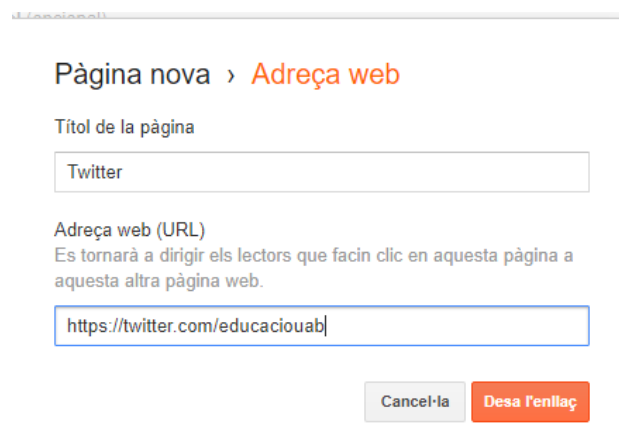 Pàgina nova › Adreça web
Títol de la pàgina
Twitter
Adreça web (URL)
Es tornarà a dirigir els lectors que facin clic en aquesta pàgina a
aquesta altra pàgina web.
https://twitter.com/educaciouab
Cancel·la
Desa l'enllaç